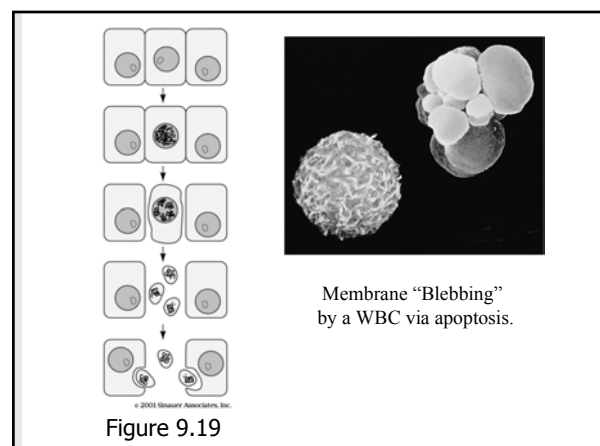 Membrane “Blebbing”
by a WBC via apoptosis.
© 2001 Sinauer Associates, Inc.
Figure 9.19